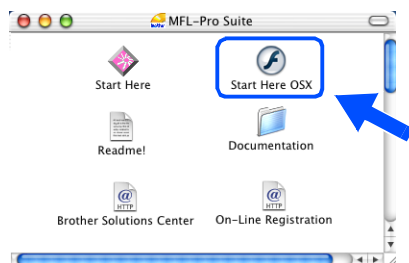 MFL-Pro Suite
Start Here
Start Here OSX
Readme!
Documentation
@
HTTP
@
HTTP
Brother Solutions Center
On-Line Registration